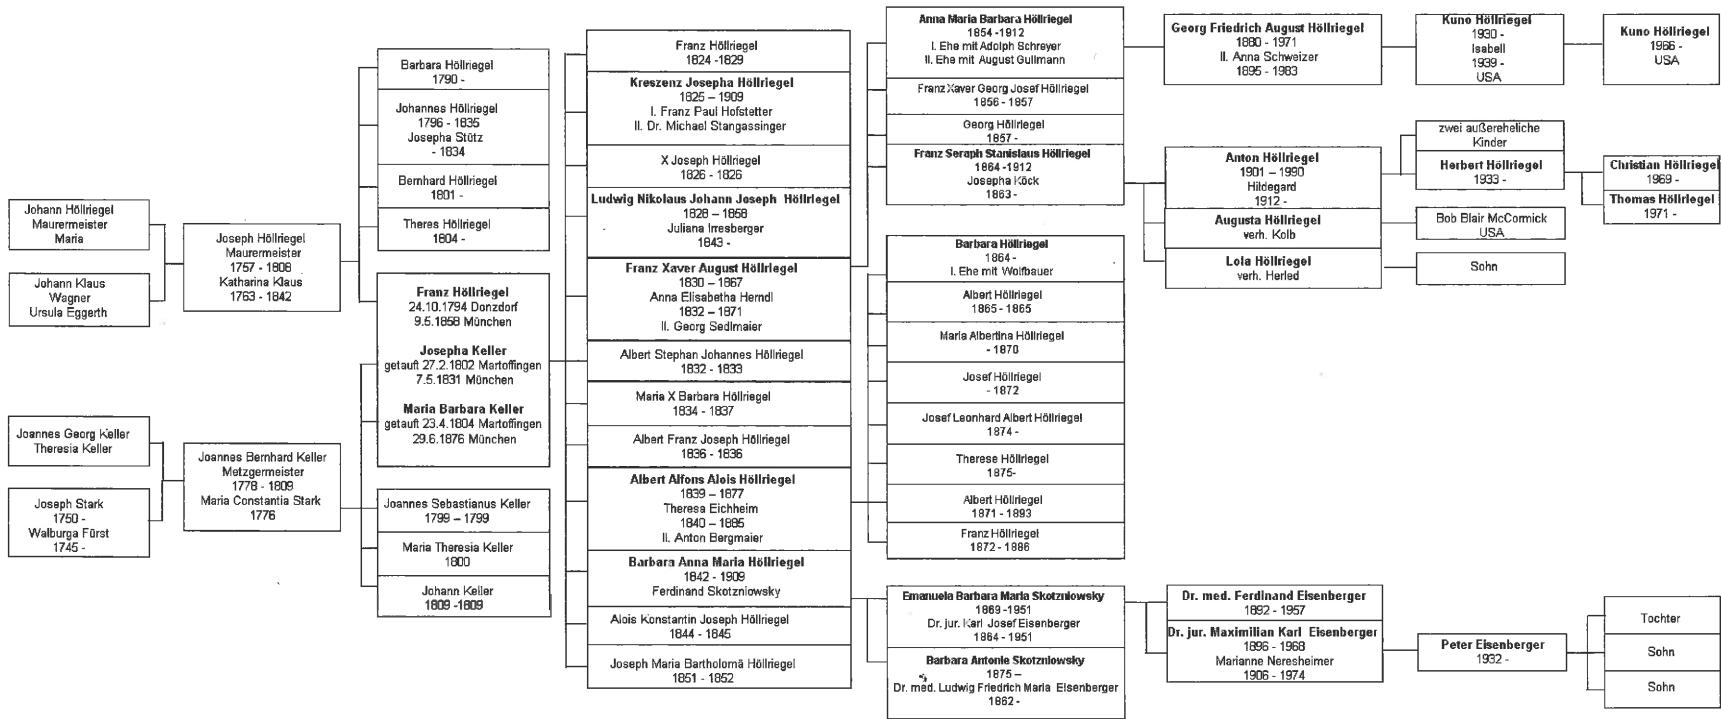 Johann Höllriegel
Maurermeister
Maria
Johann Klaus
Wagner
Ursula Eggerth
Joannes Georg Keller
Theresia Keller
Joseph Stark
1750 -
Walburga Fürst
1745 -
Joseph Höllriegel
Maurermeister
1757 - 1808
Katharina Klaus
1763 - 1842
Joannes Bernhard Keller
Metzgermeister
1778 - 1809
Maria Constantia Stark
1776
Barbara Höllriegel
1790 -
Johannes Höllriegel
1796 - 1835
Josepha Stütz
- 1834
Bernhard Höllriegel
1801 -
Theres Höllriegel
1804 -
Franz Höllriegel
24.10.1794 Donzdorf
9.5.1858 München
Josepha Keller
getauft 27.2.1802 Martoffingen
7.5.1831 München
Maria Barbara Keller
getauft 23.4.1804 Martoffingen
29.6.1876 München
Joannes Sebastianus Keller
1799 – 1799
Maria Theresia Keller
1800
Johann Keller
1809 -1809
Franz Höllriegel
1824 -1829
Kreszenz Josepha Höllriegel
1825 – 1909
I. Franz Paul Hofstetter
II. Dr. Michael Stangassinger
X Joseph Höllriegel
1826 - 1826
Ludwig Nikolaus Johann Joseph Höllriegel
1828 – 1858
Juliana Irresberger
1843 -
Franz Xaver August Höllriegel
1830 – 1867
Anna Elisabetha Herndl
1832 – 1871
II. Georg Sedlmaier
Albert Stephan Johannes Höllriegel
1832 - 1833
Maria X Barbara Höllriegel
1834 - 1837
Albert Franz Joseph Höllriegel
1836 - 1836
Albert Alfons Alois Höllriegel
1839 – 1877
Theresa Eichheim
1840 – 1885
II. Anton Bergmaier
Barbara Anna Maria Höllriegel
1842 - 1909
Ferdinand Skotzniowsky
Alois Konstantin Joseph Höllriegel
1844 - 1845
Joseph Maria Bartholomä Höllriegel
1851 - 1852
Anna Maria Barbara Höllriegel
1854 -1912
I. Ehe mit Adolph Schreyer
II. Ehe mit August Gullmann
Franz Xaver Georg Josef Höllriegel
1856 - 1857
Georg Höllriegel
1857 -
Franz Seraph Stanislaus Höllriegel
1864 -1912
Josepha Köck
1863 -
Barbara Höllriegel
1864 -
I. Ehe mit Wolfbauer
Albert Höllriegel
1865 - 1865
Maria Albertina Höllriegel
- 1870
Josef Höllriegel
- 1872
Josef Leonhard Albert Höllriegel
1874 -
Therese Höllriegel
1875-
Albert Höllriegel
1871 - 1893
Franz Höllriegel
1872 - 1886
Emanuela Barbara Maria Skotzniowsky
1869 -1951
Dr. jur. Karl Josef Eisenberger
1864 - 1951
Barbara Antonie Skotzniowsky
1875 –
Dr. med. Ludwig Friedrich Maria Eisenberger
1862 -
Georg Friedrich August Höllriegel
1880 - 1971
II. Anna Schweizer
1895 - 1983
Anton Höllriegel
1901 – 1990
Hildegard
1912 -
Augusta Höllriegel
verh. Kolb
Lola Höllriegel
verh. Herled
Dr. med. Ferdinand Eisenberger
1892 - 1957
Dr. jur. Maximilian Karl Eisenberger
1896 - 1968
Marianne Neresheimer
1906 - 1974
Kuno Höllriegel
1930 -
Isabell
1939 -
USA
zwei außereheliche
Kinder
Herbert Höllriegel
1933 -
Bob Blair McCormick
USA
Sohn
Peter Eisenberger
1932 -
Kuno Höllriegel
1966 -
USA
Christian Höllriegel
1969 -
Thomas Höllriegel
1971 -
Tochter
Sohn
Sohn